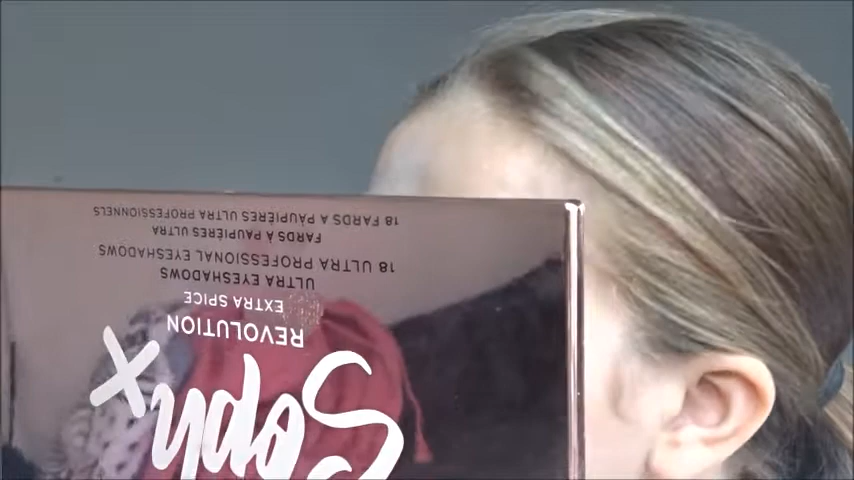 Soph X
REVOLUTION
EXTRA SPICE
ULTRA EYESHADOWS
18 ULTRA PROFESSIONAL EYESHADOWS
FARDS À PAUPIÈRES ULTRA
18 FARDS À PAUPIÈRES ULTRA PROFESSIONNELS